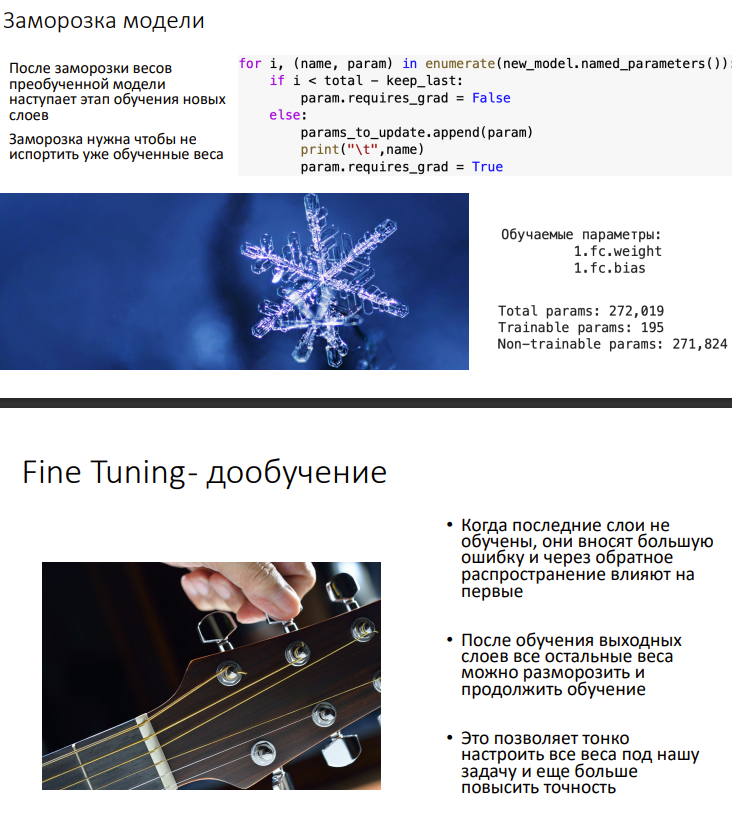 Заморозка модели
После заморозки весов
преобученной модели
наступает этап обучения новых
слоев
Заморозка нужна чтобы не
испортить уже обученные веса
for i, (name, param) in enumerate(new_model.named_parameters()):
    if i < total - keep_last:
        param.requires_grad = False
    else:
        params_to_update.append(param)
        print("\t",name)
        param.requires_grad = True
Обучаемые параметры:
         1.fc.weight
         1.fc.bias
Total params: 272,019
Trainable params: 195
Non-trainable params: 271,824
Fine Tuning- дообучение
• Когда последние слои не
обучены, они вносят большую
ошибку и через обратное
распространение влияют на
первые
• После обучения выходных
слоев все остальные веса
можно разморозить и
продолжить обучение
• Это позволяет тонко
настроить все веса под нашу
задачу и еще больше
повысить точность